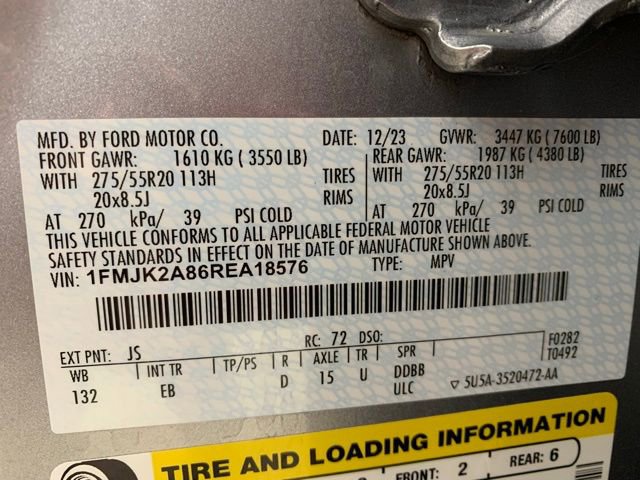 MFD. BY FORD MOTOR CO. DATE: 12/23 GVWR: 3447 KG ( 7600 LB)
FRONT GAWR: 1610 KG ( 3550 LB) REAR GAWR: 1987 KG ( 4380 LB)
WITH 275/55R20 113H TIRES WITH 275/55R20 113H TIRES
20x8.5J RIMS 20x8.5J RIMS
AT 270 kPa/ 39 PSI COLD AT 270 kPa/ 39 PSI COLD
THIS VEHICLE CONFORMS TO ALL APPLICABLE FEDERAL MOTOR VEHICLE
SAFETY STANDARDS IN EFFECT ON THE DATE OF MANUFACTURE SHOWN ABOVE.
VIN: 1FMJK2A86REA18576 TYPE: MPV
EXT PNT: JS RC: 72 DSO: F0282
WB INT TR TP/PS R AXLE TR SPR T0492
132 EB D 15 U DDBB
ULC ▽ 5U5A-3520472-AA
TIRE AND LOADING INFORMATION
FRONT: 2 REAR: 6